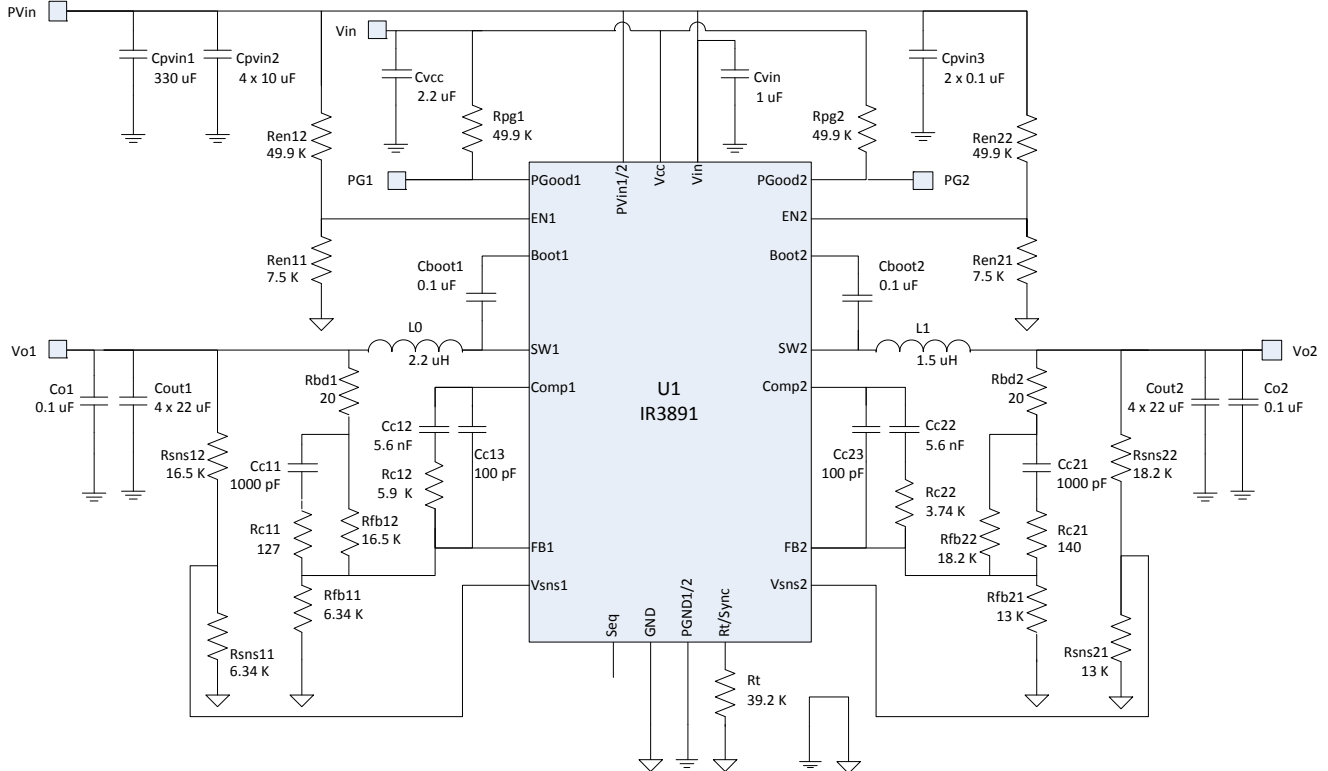 PVin
Cpvin1
330 uF
Cpvin2
4 x 10 uF
Vin
Cvcc
2.2 uF
Cvin
1 uF
Cpvin3
2 x 0.1 uF
Ren12
49.9 K
Rpg1
49.9 K
Rpg2
49.9 K
Ren22
49.9 K
PG1
PGood1
PVin1/2
Vcc
Vin
PGood2
PG2
EN1
EN2
Ren11
7.5 K
Boot1
Boot2
Ren21
7.5 K
Cboot1
0.1 uF
Cboot2
0.1 uF
Vo1
L0
2.2 uH
SW1
SW2
L1
1.5 uH
Vo2
U1
IR3891
Co1
0.1 uF
Cout1
4 x 22 uF
Rbd1
20
Comp1
Comp2
Rbd2
20
Cout2
4 x 22 uF
Co2
0.1 uF
Rsns12
16.5 K
Cc11
1000 pF
Cc12
5.6 nF
Cc13
100 pF
Rc12
5.9 K
Cc23
100 pF
Cc22
5.6 nF
Rc22
3.74 K
Cc21
1000 pF
Rsns22
18.2 K
Rc11
127
Rfb12
16.5 K
FB1
FB2
Rfb22
18.2 K
Rc21
140
Vsns1
Vsns2
Rfb11
6.34 K
Rfb21
13 K
Rsns11
6.34 K
Rsns21
13 K
Seq
GND
PGND1/2
Rt/Sync
Rt
39.2 K